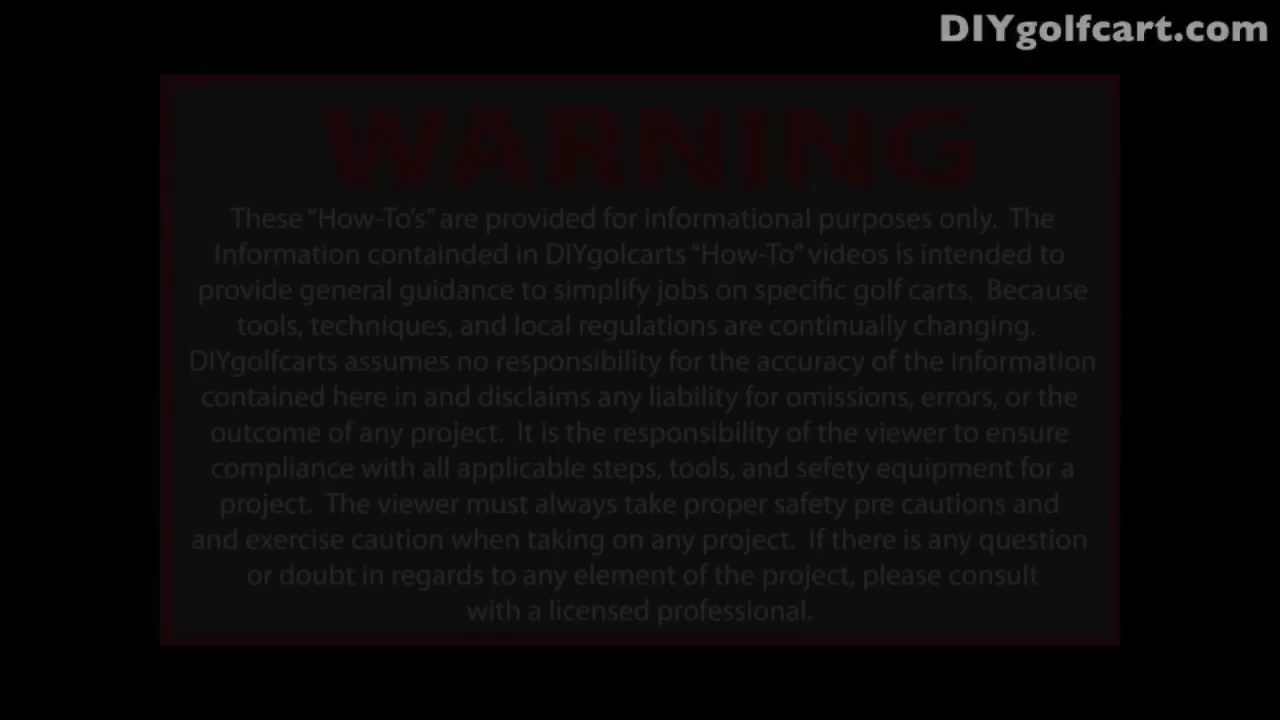 DIYgolfcart.com
WARNING
These “How-To’s” are provided for informational purposes only. The
Information containded in DIYgolcarts “How-To” videos is intended to
provide general guidance to simplify jobs on specific golf carts. Because
tools, techniques, and local regulations are continually changing.
DIYgolfcarts assumes no responsibility for the accuracy of the information
contained here in and disclaims any liability for omissions, errors, or the
outcome of any project. It is the responsibility of the viewer to ensure
compliance with all applicable steps, tools, and sefety equipment for a
project. The viewer must always take proper safety pre cautions and
and exercise caution when taking on any project. If there is any question
or doubt in regards to any element of the project, please consult
with a licensed professional.